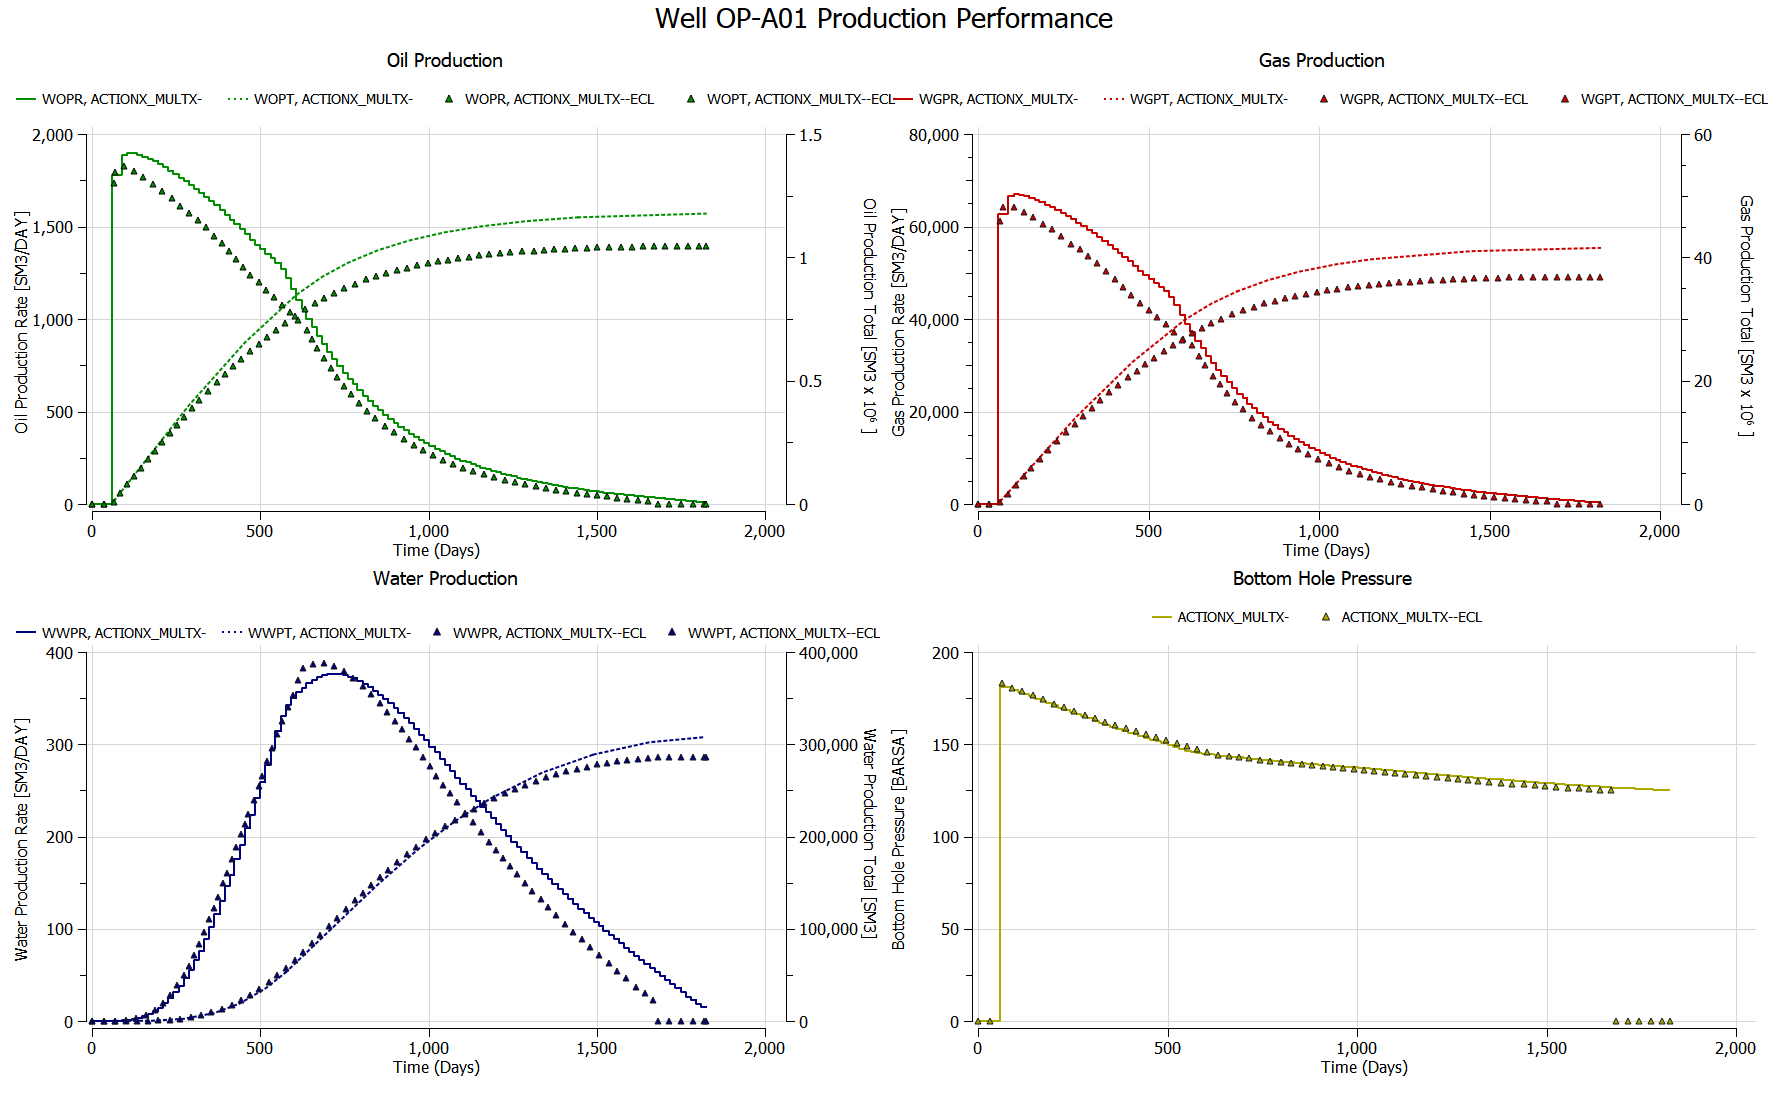 Well OP-A01 Production Performance
Oil Production
WOPR, ACTIONX_MULTX- WOPT, ACTIONX_MULTX- WOPR, ACTIONX_MULTX--ECL WOPT, ACTIONX_MULTX--ECL
2,000
1,500
1,000
500
0
Oil Production Rate [SM3/DAY]
1.5
1
0.5
0
Oil Production Total [SM3 x 10⁶ ]
0 500 1,000 1,500 2,000
Time (Days)
Gas Production
WGPR, ACTIONX_MULTX- WGPT, ACTIONX_MULTX- WGPR, ACTIONX_MULTX--ECL WGPT, ACTIONX_MULTX--ECL
80,000
60,000
40,000
20,000
0
Gas Production Rate [SM3/DAY]
60
40
20
0
Gas Production Total [SM3 x 10⁶ ]
0 500 1,000 1,500 2,000
Time (Days)
Water Production
WWPR, ACTIONX_MULTX- WWPT, ACTIONX_MULTX- WWPR, ACTIONX_MULTX--ECL WWPT, ACTIONX_MULTX--ECL
400
300
200
100
0
Water Production Rate [SM3/DAY]
400,000
300,000
200,000
100,000
0
Water Production Total [SM3]
0 500 1,000 1,500 2,000
Time (Days)
Bottom Hole Pressure
ACTIONX_MULTX- ACTIONX_MULTX--ECL
200
150
100
50
0
Bottom Hole Pressure [BARSA]
0 500 1,000 1,500 2,000
Time (Days)